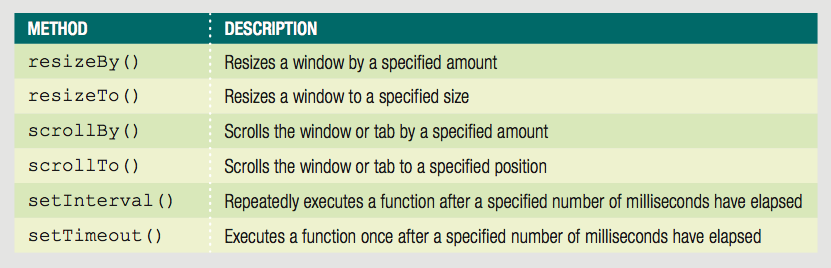 METHOD DESCRIPTION
resizeBy() Resizes a window by a specified amount
resizeTo() Resizes a window to a specified size
scrollBy() Scrolls the window or tab by a specified amount
scrollTo() Scrolls the window or tab to a specified position
setInterval() Repeatedly executes a function after a specified number of milliseconds have elapsed
setTimeout() Executes a function once after a specified number of milliseconds have elapsed